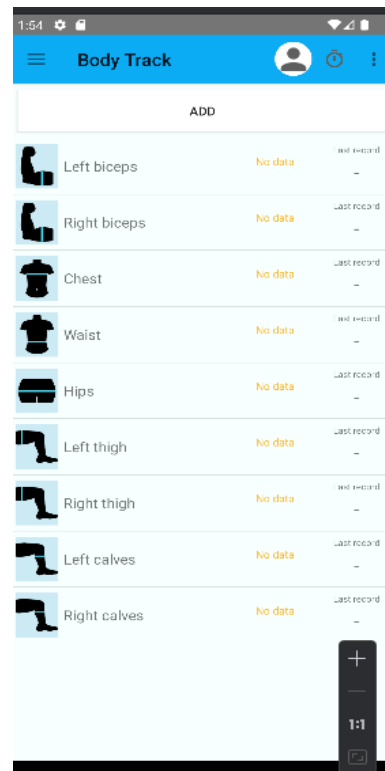 1:54
Body Track
ADD
Left biceps No data Last record -
Right biceps No data Last record -
Chest No data Last record -
Waist No data Last record -
Hips No data Last record -
Left thigh No data Last record -
Right thigh No data Last record -
Left calves No data Last record -
Right calves No data Last record -
1:1